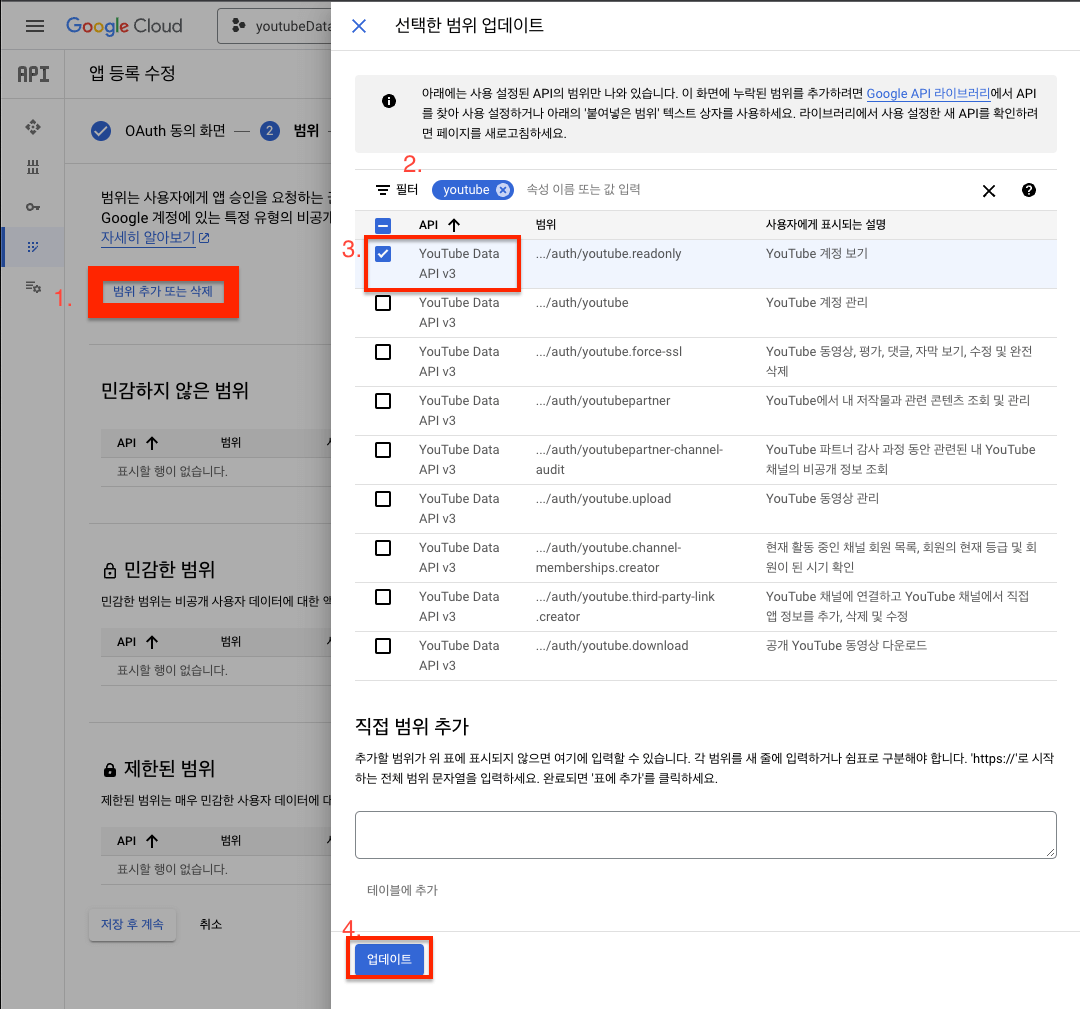 Google Cloud
youtubeData
선택한 범위 업데이트
API
앱 등록 수정
아래에는 사용 설정된 API의 범위만 나와 있습니다. 이 화면에 누락된 범위를 추가하려면 Google API 라이브러리에서 API
를 찾아 사용 설정하거나 아래의 '붙여넣은 범위' 텍스트 상자를 사용하세요. 라이브러리에서 사용 설정한 새 API를 확인하려
면 페이지를 새로고침하세요.
OAuth 동의 화면 — 2 범위
범위는 사용자에게 앱 승인을 요청하는
Google 계정에 있는 특정 유형의 비공개
자세히 알아보기
1.
범위 추가 또는 삭제
민감하지 않은 범위
API 범위
표시할 행이 없습니다.
민감한 범위
민감한 범위는 비공개 사용자 데이터에 대한
API 범위
표시할 행이 없습니다.
제한된 범위
제한된 범위는 매우 민감한 사용자 데이터에
API 범위
표시할 행이 없습니다.
저장 후 계속 취소
2.
필터 youtube 속성 이름 또는 값 입력
API 범위 사용자에게 표시되는 설명
3.
YouTube Data .../auth/youtube.readonly YouTube 계정 보기
API v3
YouTube Data .../auth/youtube YouTube 계정 관리
API v3
YouTube Data .../auth/youtube.force-ssl YouTube 동영상, 평가, 댓글, 자막 보기, 수정 및 완전
API v3 삭제
YouTube Data .../auth/youtubepartner YouTube에서 내 저작물과 관련 콘텐츠 조회 및 관리
API v3
YouTube Data .../auth/youtubepartner-channel- YouTube 파트너 감사 과정 동안 관련된 내 YouTube
API v3 audit 채널의 비공개 정보 조회
YouTube Data .../auth/youtube.upload YouTube 동영상 관리
API v3
YouTube Data .../auth/youtube.channel- 현재 활동 중인 채널 회원 목록, 회원의 현재 등급 및 회
API v3 memberships.creator 원이 된 시기 확인
YouTube Data .../auth/youtube.third-party-link YouTube 채널에 연결하고 YouTube 채널에서 직접
API v3 .creator 앱 정보를 추가, 삭제 및 수정
YouTube Data .../auth/youtube.download 공개 YouTube 동영상 다운로드
API v3
직접 범위 추가
추가할 범위가 위 표에 표시되지 않으면 여기에 입력할 수 있습니다. 각 범위를 새 줄에 입력하거나 쉼표로 구분해야 합니다. 'https://'로 시작
하는 전체 범위 문자열을 입력하세요. 완료되면 '표에 추가'를 클릭하세요.
테이블에 추가
4.
업데이트